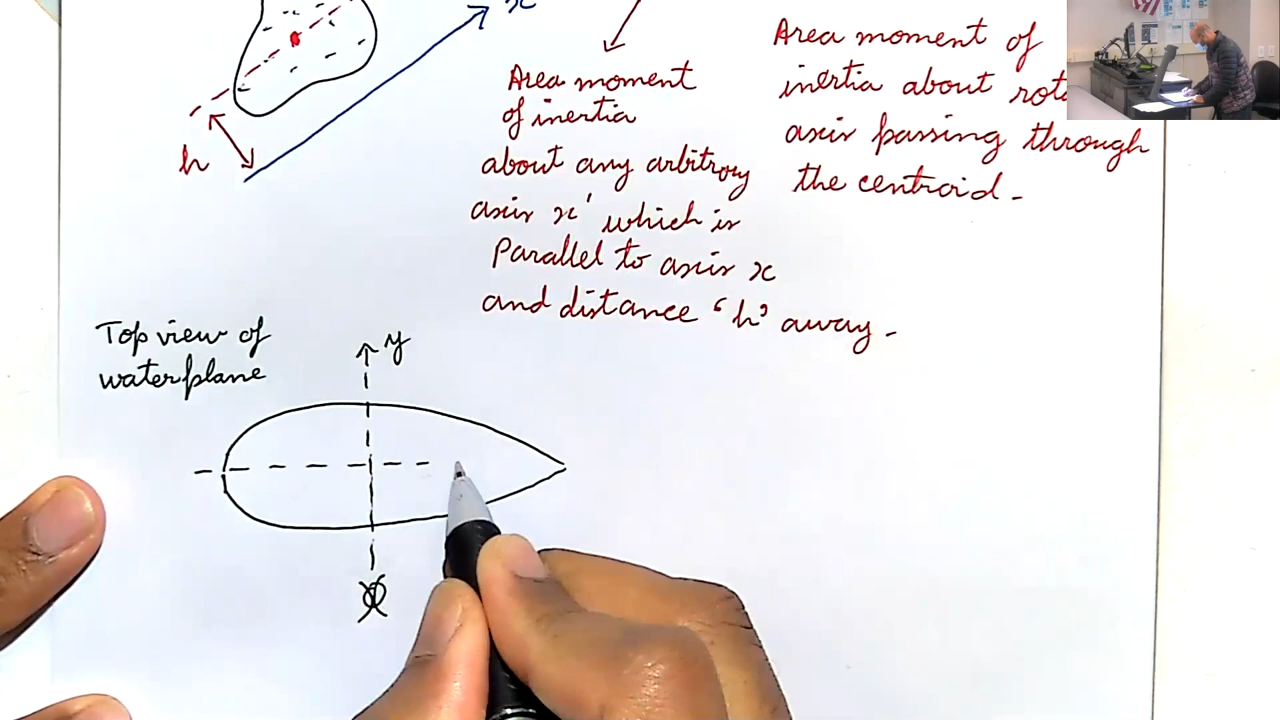 x
h
Area moment
of inertia
about any arbitrary
axis x' which is
Parallel to axis x
and distance 'h' away.
Area moment of
inertia about
axis passing through
the centroid.
Top view of
waterplane
y